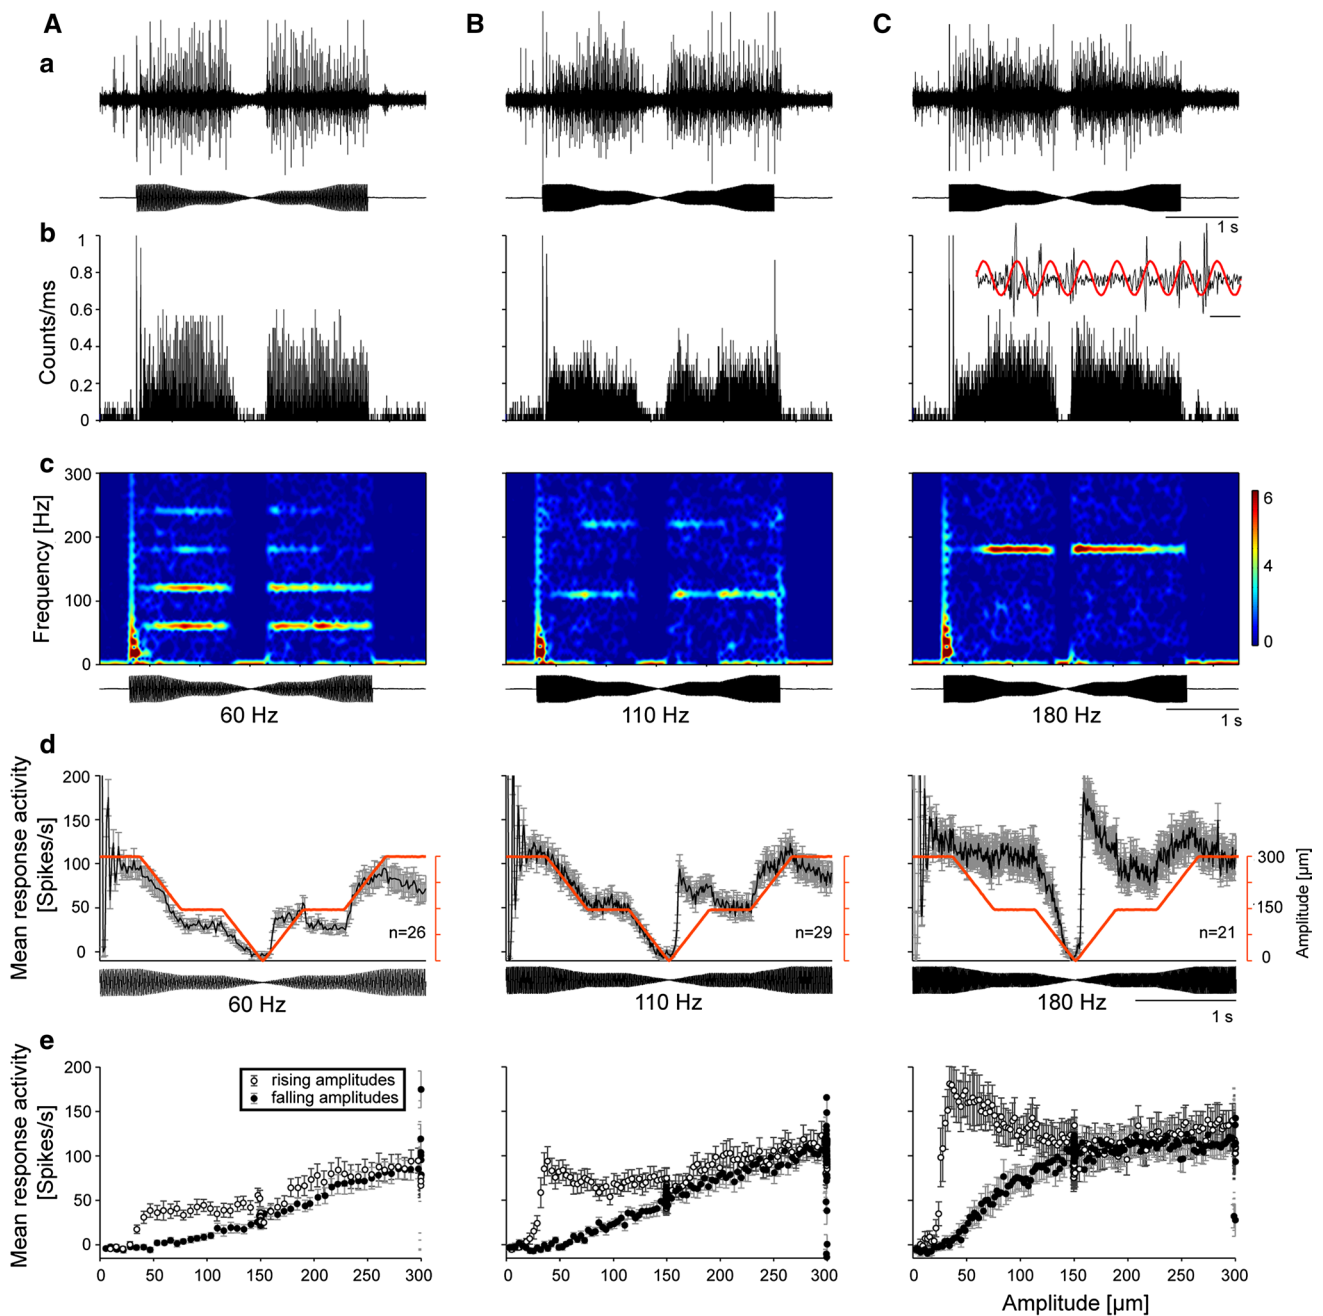 A
B
C
a
1 s
b
Counts/ms
1
0.8
0.6
0.4
0.2
0
c
Frequency [Hz]
300
200
100
0
6
4
2
0
60 Hz
110 Hz
180 Hz
1 s
d
Mean response activity
[Spikes/s]
200
150
100
50
0
n=26
n=29
n=21
300
150
0
Amplitude [µm]
60 Hz
110 Hz
180 Hz
1 s
e
Mean response activity
[Spikes/s]
200
150
100
50
0
rising amplitudes
falling amplitudes
0 50 100 150 200 250 300
0 50 100 150 200 250 300
0 50 100 150 200 250 300
Amplitude [µm]